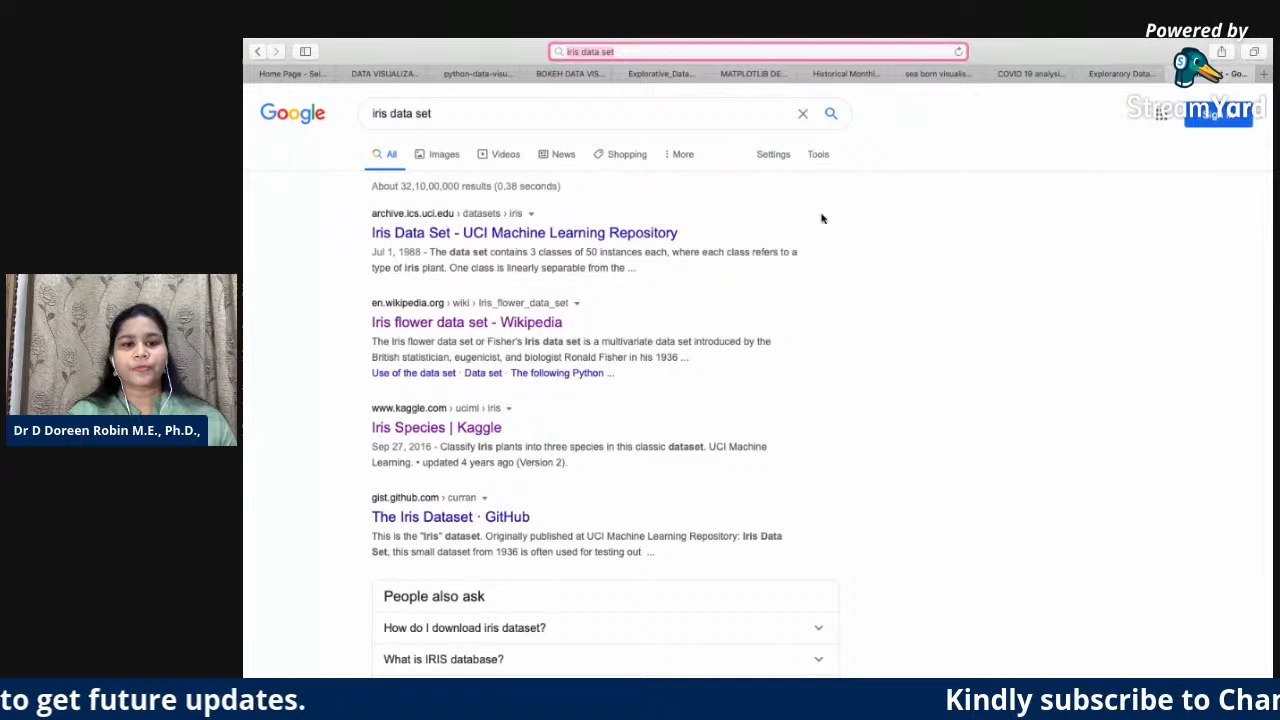 Powered by
StreamYard
iris data set
Home Page - Sel...
DATA VISUALIZA...
python-data-visu...
BOKEH DATA VIS...
Explorative_Data...
MATPLOTLIB DE...
Historical Monthl...
sea born visualis...
COVID 19 analysi...
Exploratory Data...
Google
iris data set
All Images Videos News Shopping More Settings Tools
About 32,10,00,000 results (0.38 seconds)
archive.ics.uci.edu › datasets › iris
Iris Data Set - UCI Machine Learning Repository
Jul 1, 1988 - The data set contains 3 classes of 50 instances each, where each class refers to a
type of iris plant. One class is linearly separable from the ...
en.wikipedia.org › wiki › Iris_flower_data_set
Iris flower data set - Wikipedia
The Iris flower data set or Fisher's Iris data set is a multivariate data set introduced by the
British statistician, eugenicist, and biologist Ronald Fisher in his 1936 ...
Use of the data set · Data set · The following Python ...
www.kaggle.com › uciml › iris
Iris Species | Kaggle
Sep 27, 2016 - Classify Iris plants into three species in this classic dataset. UCI Machine
Learning. • updated 4 years ago (Version 2).
gist.github.com › curran
The Iris Dataset · GitHub
This is the "Iris" dataset. Originally published at UCI Machine Learning Repository: Iris Data
Set, this small dataset from 1936 is often used for testing out ...
People also ask
How do I download iris dataset?
What is IRIS database?
Dr D Doreen Robin M.E., Ph.D.,
to get future updates.
Kindly subscribe to Char